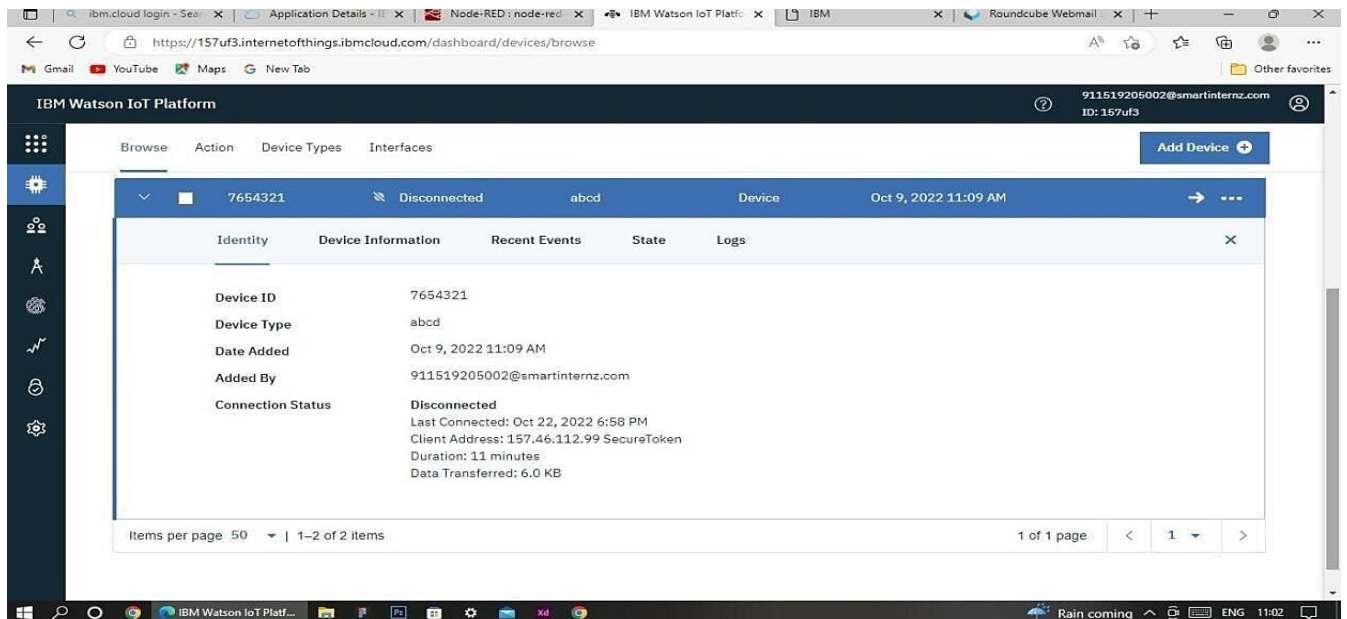 ibm.cloud login - Sear Application Details - IE Node-RED : node-red IBM Watson IoT Platfo IBM Roundcube Webmail :
https://157uf3.internetofthings.ibmcloud.com/dashboard/devices/browse
Gmail YouTube Maps New Tab Other favorites
IBM Watson IoT Platform
911519205002@smartinternz.com
ID: 157uf3
Browse Action Device Types Interfaces Add Device
7654321 Disconnected abcd Device Oct 9, 2022 11:09 AM
Identity Device Information Recent Events State Logs
Device ID 7654321
Device Type abcd
Date Added Oct 9, 2022 11:09 AM
Added By 911519205002@smartinternz.com
Connection Status Disconnected
Last Connected: Oct 22, 2022 6:58 PM
Client Address: 157.46.112.99 SecureToken
Duration: 11 minutes
Data Transferred: 6.0 KB
Items per page 50 | 1–2 of 2 items 1 of 1 page < 1 >
IBM Watson IoT Platf... Ps Xd Rain coming ENG 11:02